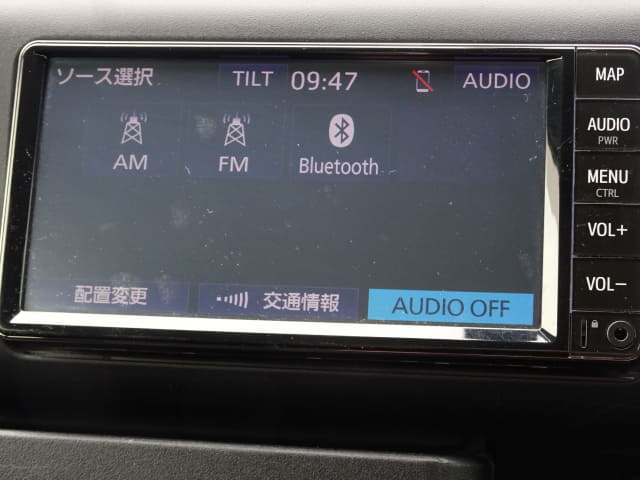 ソース選択 TILT 09:47 AUDIO
AM FM Bluetooth
配置変更 交通情報 AUDIO OFF
MAP
AUDIO
PWR
MENU
CTRL
VOL+
VOL−